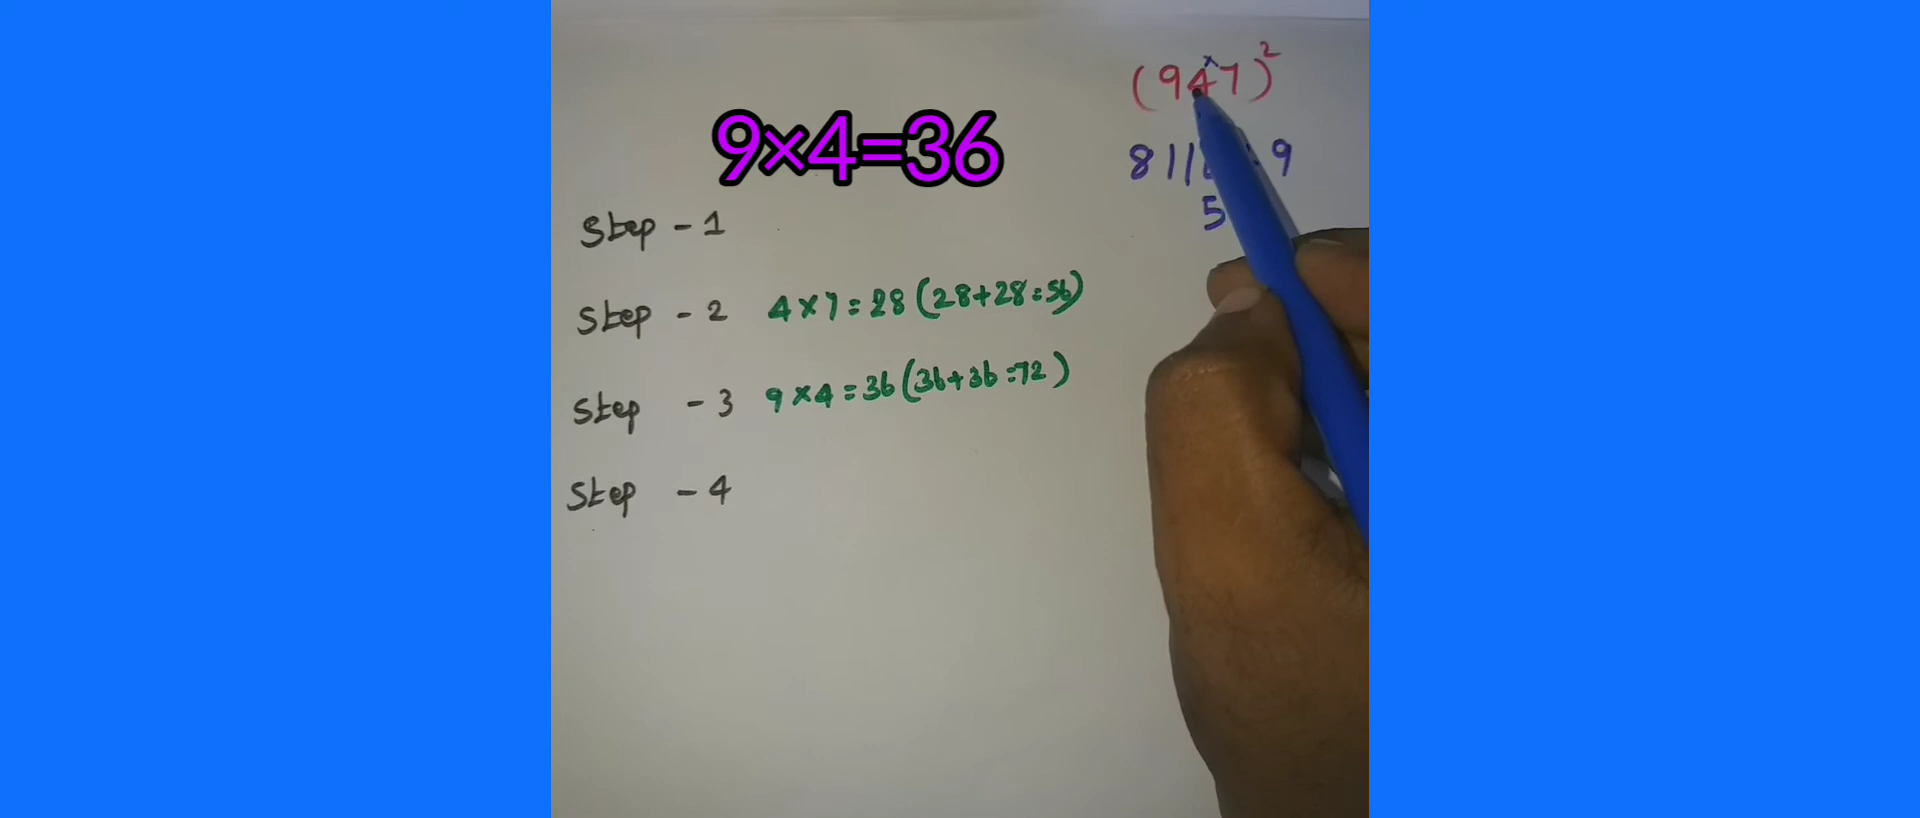 (947)²
9×4=36
811 9
5
Step - 1
Step - 2 4×7=28(28+28=56)
Step - 3 9×4=36(36+36=72)
Step - 4